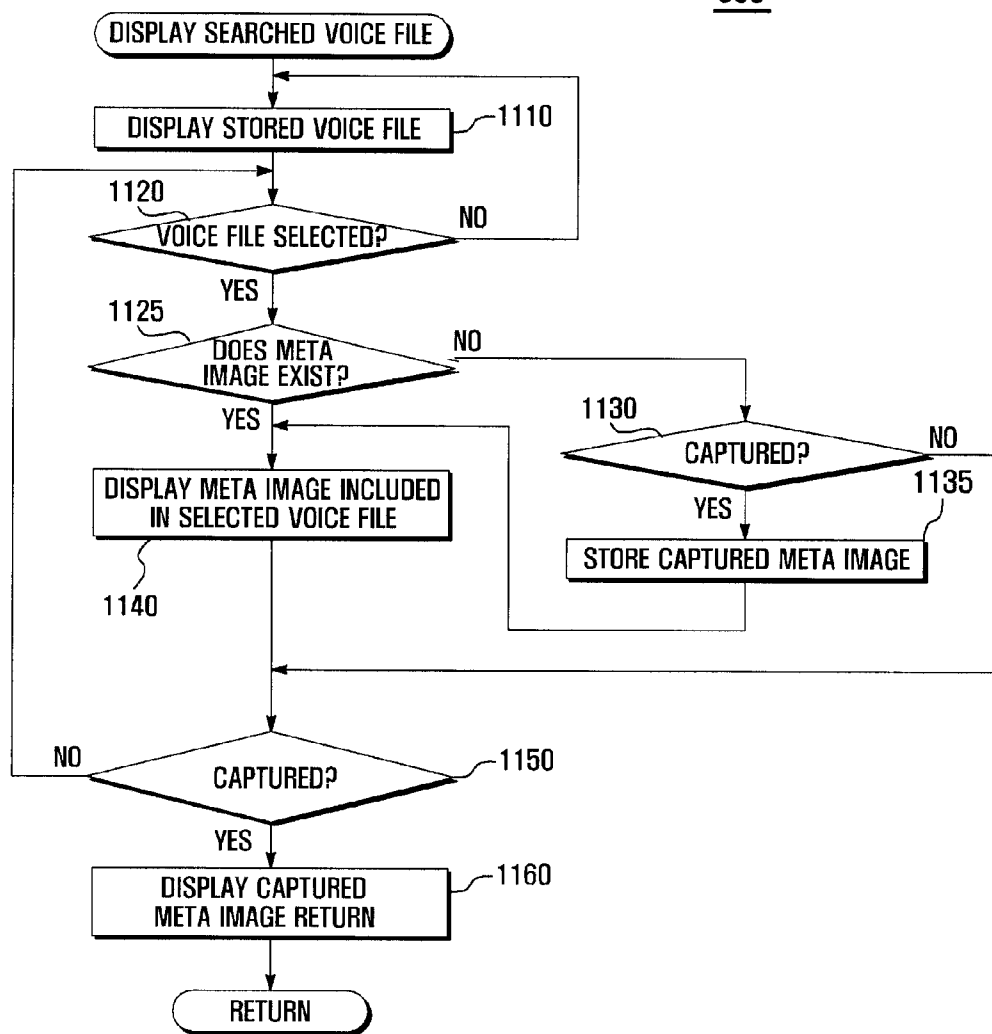 DISPLAY SEARCHED VOICE FILE
DISPLAY STORED VOICE FILE
1110
1120
VOICE FILE SELECTED?
NO
YES
1125
DOES META
IMAGE EXIST?
NO
YES
1130
CAPTURED?
NO
YES
1135
STORE CAPTURED META IMAGE
DISPLAY META IMAGE INCLUDED
IN SELECTED VOICE FILE
1140
NO
CAPTURED?
1150
YES
DISPLAY CAPTURED
META IMAGE RETURN
1160
RETURN